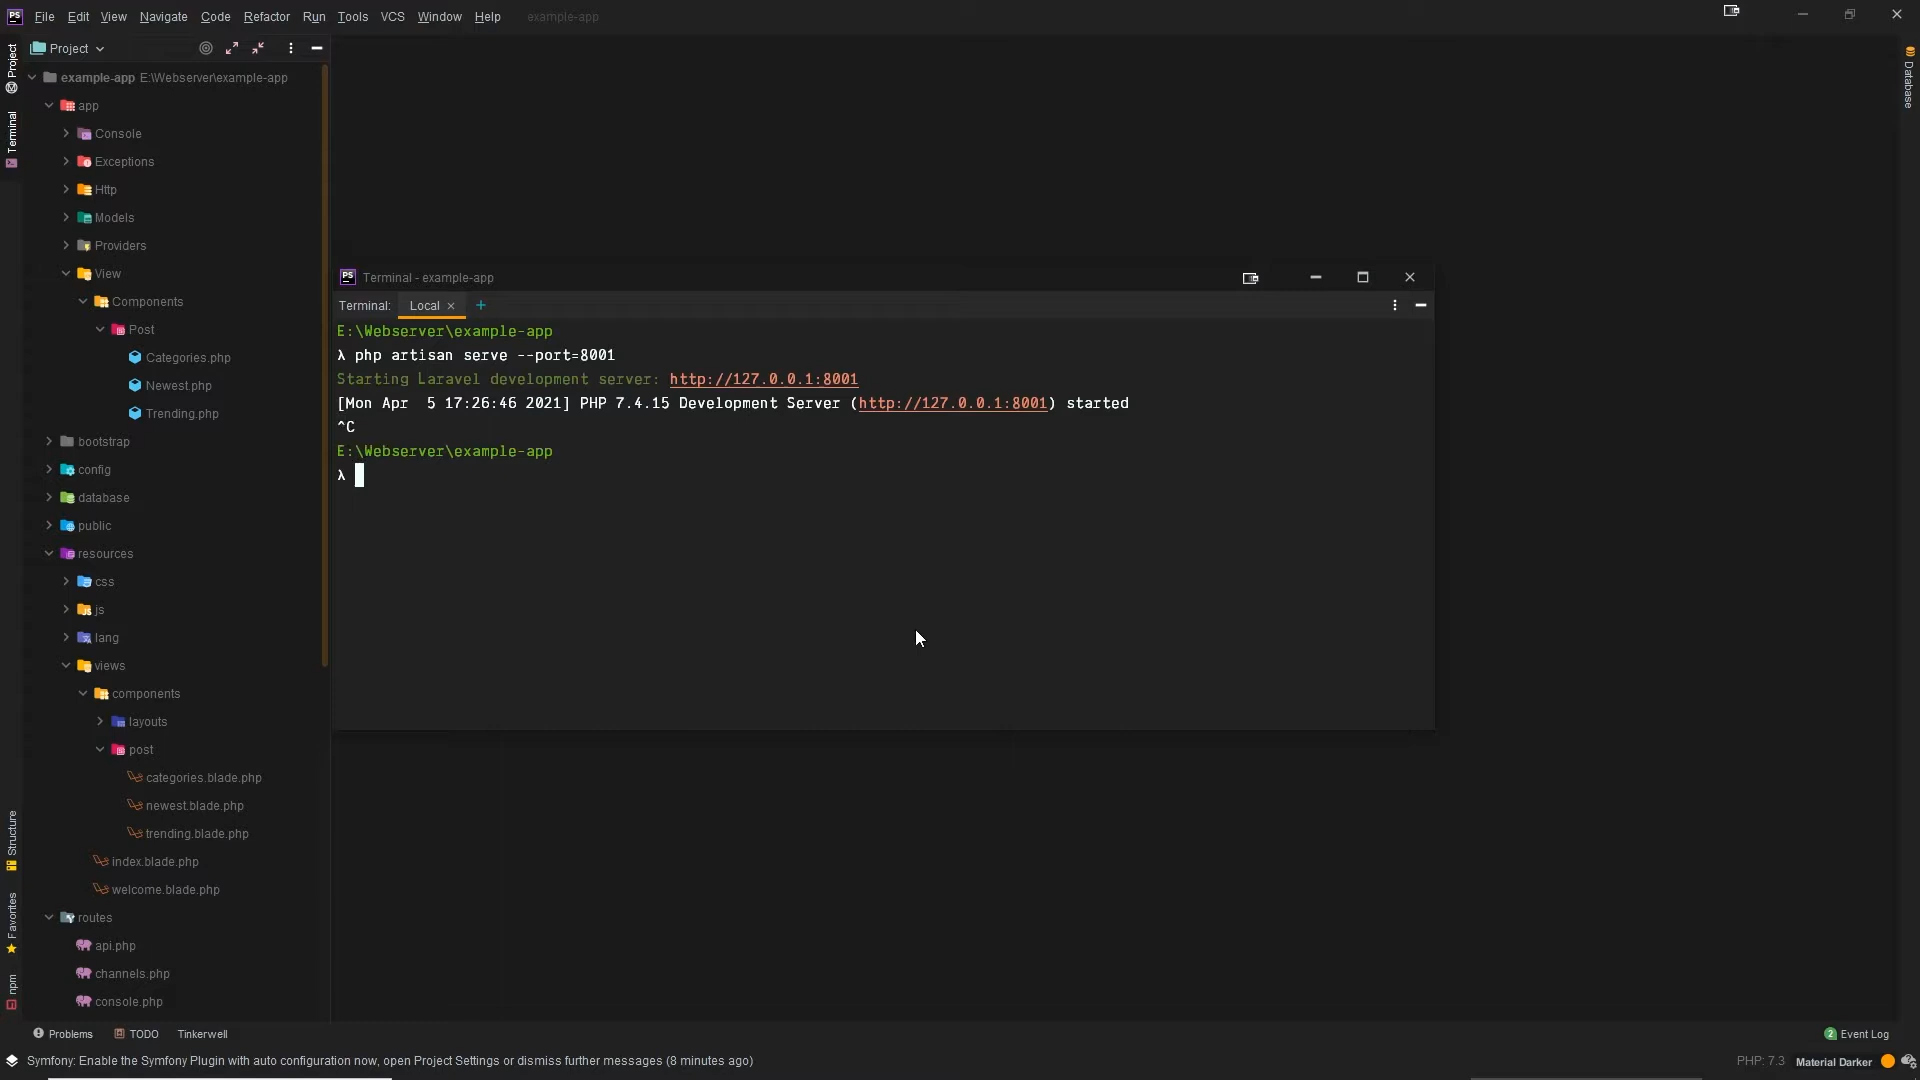 PS File Edit View Navigate Code Refactor Run Tools VCS Window Help example-app
Project
Project
Terminal
Structure
Favorites
npm
Database
example-app E:\Webserver\example-app
app
Console
Exceptions
Http
Models
Providers
View
Components
Post
Categories.php
Newest.php
Trending.php
bootstrap
config
database
public
resources
css
js
lang
views
components
layouts
post
categories.blade.php
newest.blade.php
trending.blade.php
index.blade.php
welcome.blade.php
routes
api.php
channels.php
console.php
PS Terminal - example-app
Terminal: Local × +
E:\Webserver\example-app
λ php artisan serve --port=8001
Starting Laravel development server: http://127.0.0.1:8001
[Mon Apr  5 17:26:46 2021] PHP 7.4.15 Development Server (http://127.0.0.1:8001) started
^C
E:\Webserver\example-app
λ
Problems TODO Tinkerwell
2 Event Log
Symfony: Enable the Symfony Plugin with auto configuration now, open Project Settings or dismiss further messages (8 minutes ago)
PHP: 7.3 Material Darker